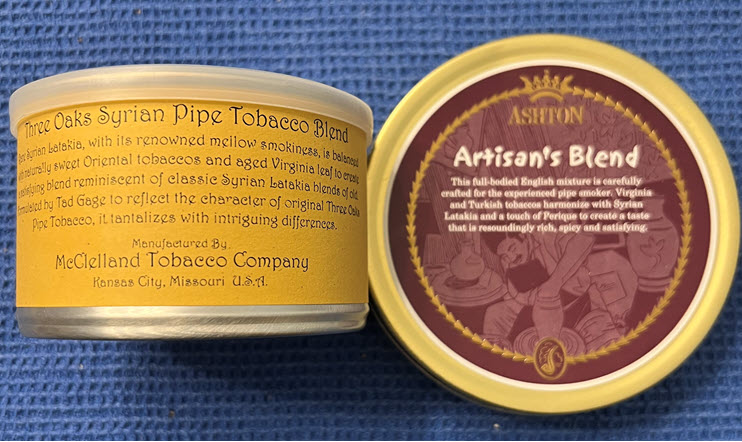 Three Oaks Syrian Pipe Tobacco Blend
Syrian Latakia, with its renowned mellow smokiness, is balanced
naturally sweet Oriental tobaccos and aged Virginia leaf to create
satisfying blend reminiscent of classic Syrian Latakia blends of old.
by Tad Gage to reflect the character of original Three Oaks
Pipe Tobacco, it tantalizes with intriguing differences.
Manufactured By
McClelland Tobacco Company
Kansas City, Missouri U.S.A.
ASHTON
Artisan's Blend
This full-bodied English mixture is carefully
crafted for the experienced pipe smoker. Virginia
and Turkish tobaccos harmonize with Syrian
Latakia and a touch of Perique to create a taste
that is resoundingly rich, spicy and satisfying.